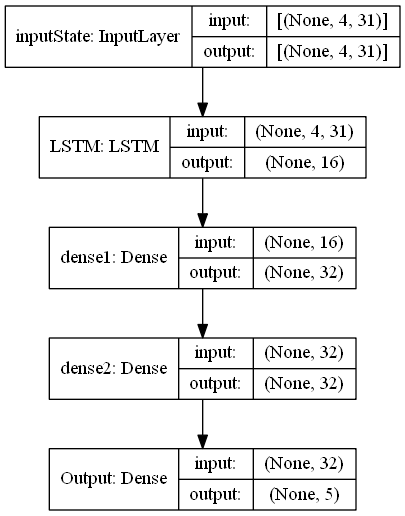 inputState: InputLayer
input: [(None, 4, 31)]
output: [(None, 4, 31)]
LSTM: LSTM
input: (None, 4, 31)
output: (None, 16)
dense1: Dense
input: (None, 16)
output: (None, 32)
dense2: Dense
input: (None, 32)
output: (None, 32)
Output: Dense
input: (None, 32)
output: (None, 5)